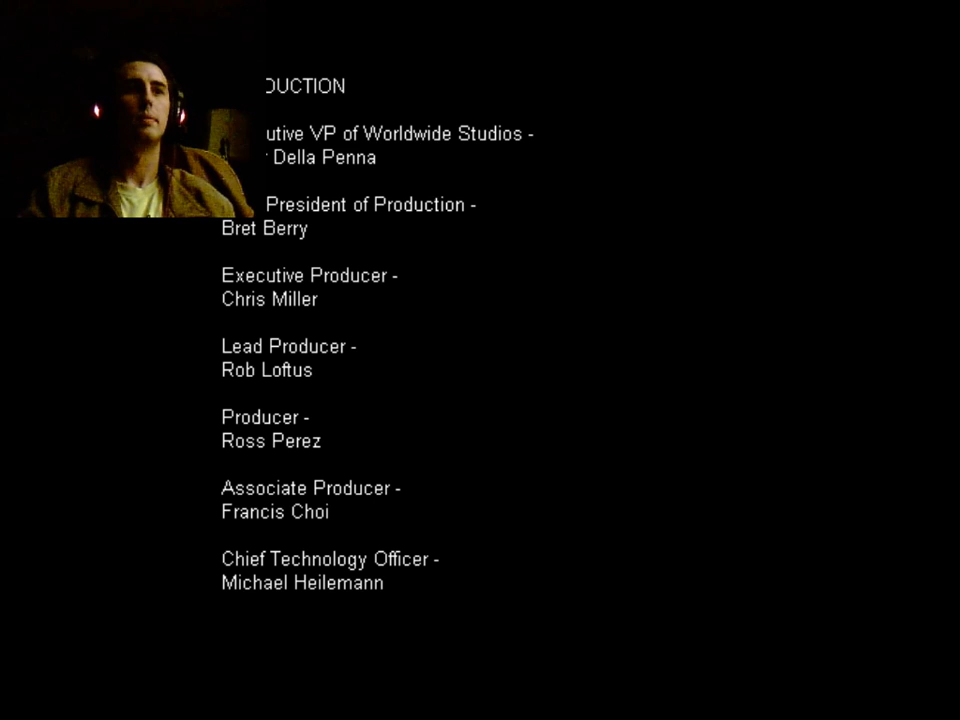 DUCTION
utive VP of Worldwide Studios -
Della Penna
President of Production -
Bret Berry
Executive Producer -
Chris Miller
Lead Producer -
Rob Loftus
Producer -
Ross Perez
Associate Producer -
Francis Choi
Chief Technology Officer -
Michael Heilemann